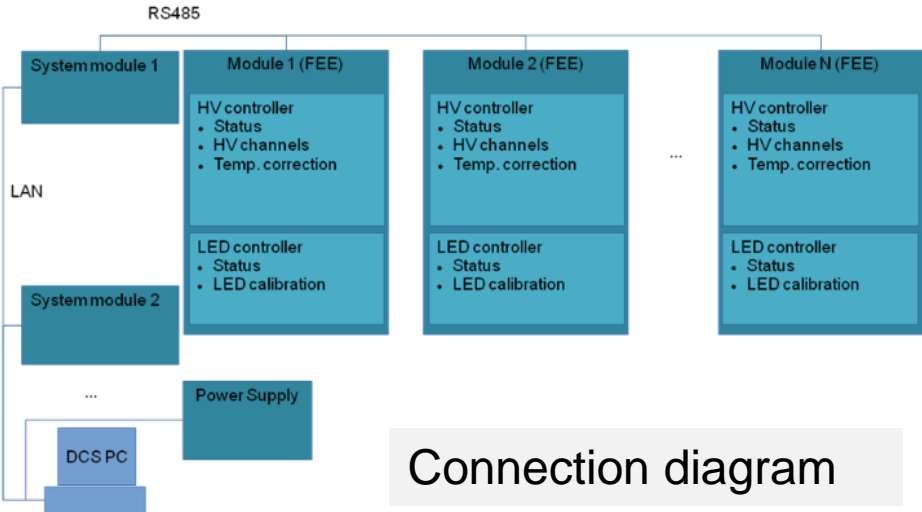 RS485
System module 1
Module 1 (FEE)
HV controller
• Status
• HV channels
• Temp. correction
LED controller
• Status
• LED calibration
Module 2 (FEE)
HV controller
• Status
• HV channels
• Temp. correction
LED controller
• Status
• LED calibration
...
Module N (FEE)
HV controller
• Status
• HV channels
• Temp. correction
LED controller
• Status
• LED calibration
LAN
System module 2
...
Power Supply
DCS PC
Connection diagram